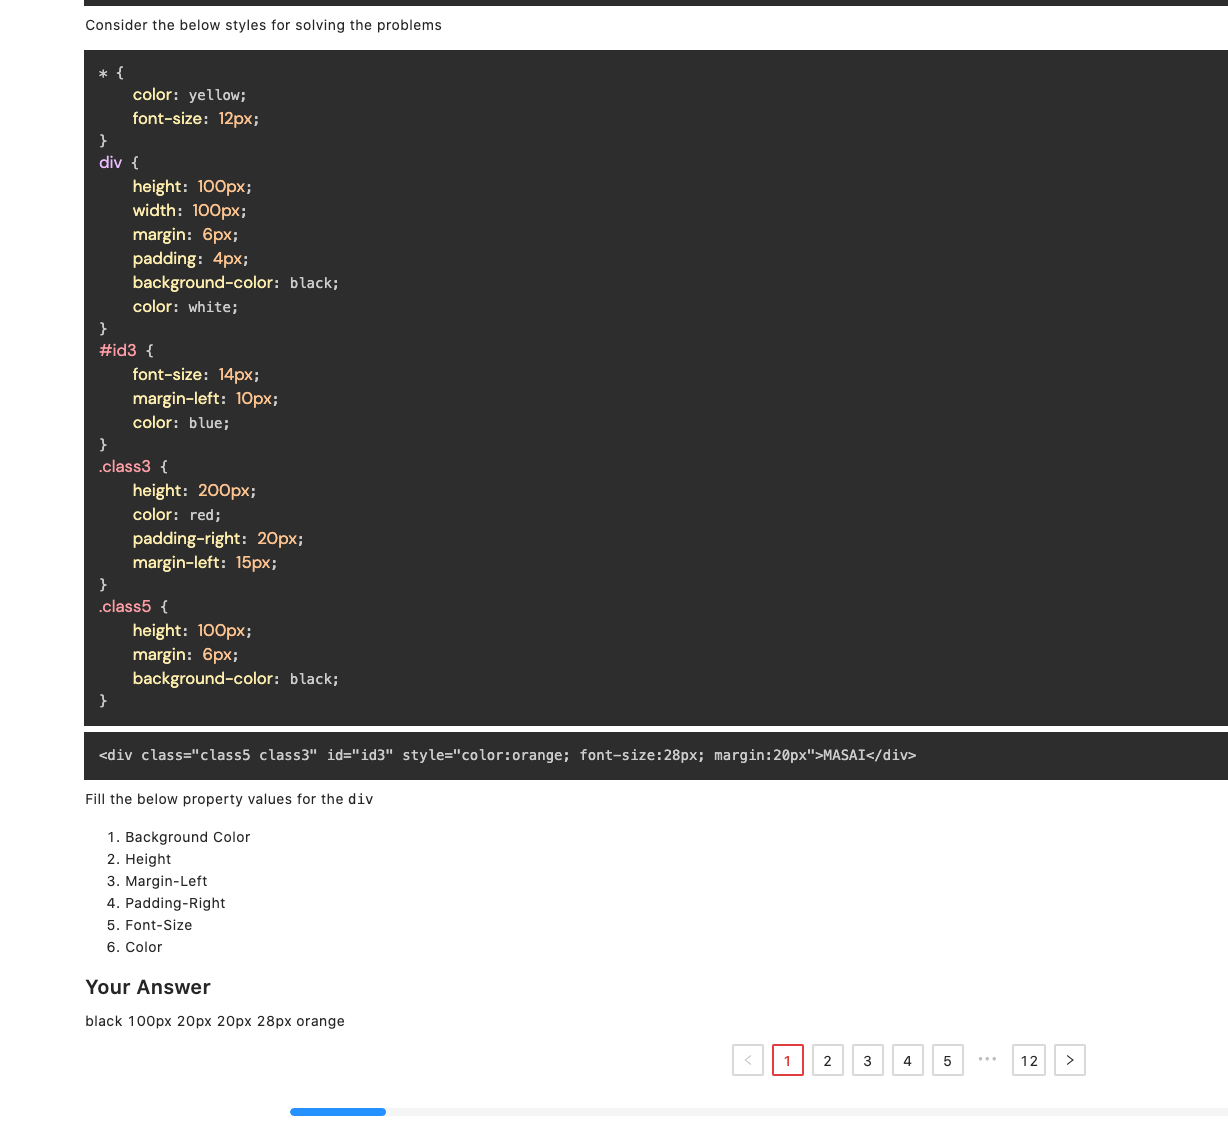 Consider the below styles for solving the problems
* {
    color: yellow;
    font-size: 12px;
}
div {
    height: 100px;
    width: 100px;
    margin: 6px;
    padding: 4px;
    background-color: black;
    color: white;
}
#id3 {
    font-size: 14px;
    margin-left: 10px;
    color: blue;
}
.class3 {
    height: 200px;
    color: red;
    padding-right: 20px;
    margin-left: 15px;
}
.class5 {
    height: 100px;
    margin: 6px;
    background-color: black;
}
<div class="class5 class3" id="id3" style="color:orange; font-size:28px; margin:20px">MASAI</div>
Fill the below property values for the div
1. Background Color
2. Height
3. Margin-Left
4. Padding-Right
5. Font-Size
6. Color
Your Answer
black 100px 20px 20px 28px orange
< 1 2 3 4 5 ••• 12 >